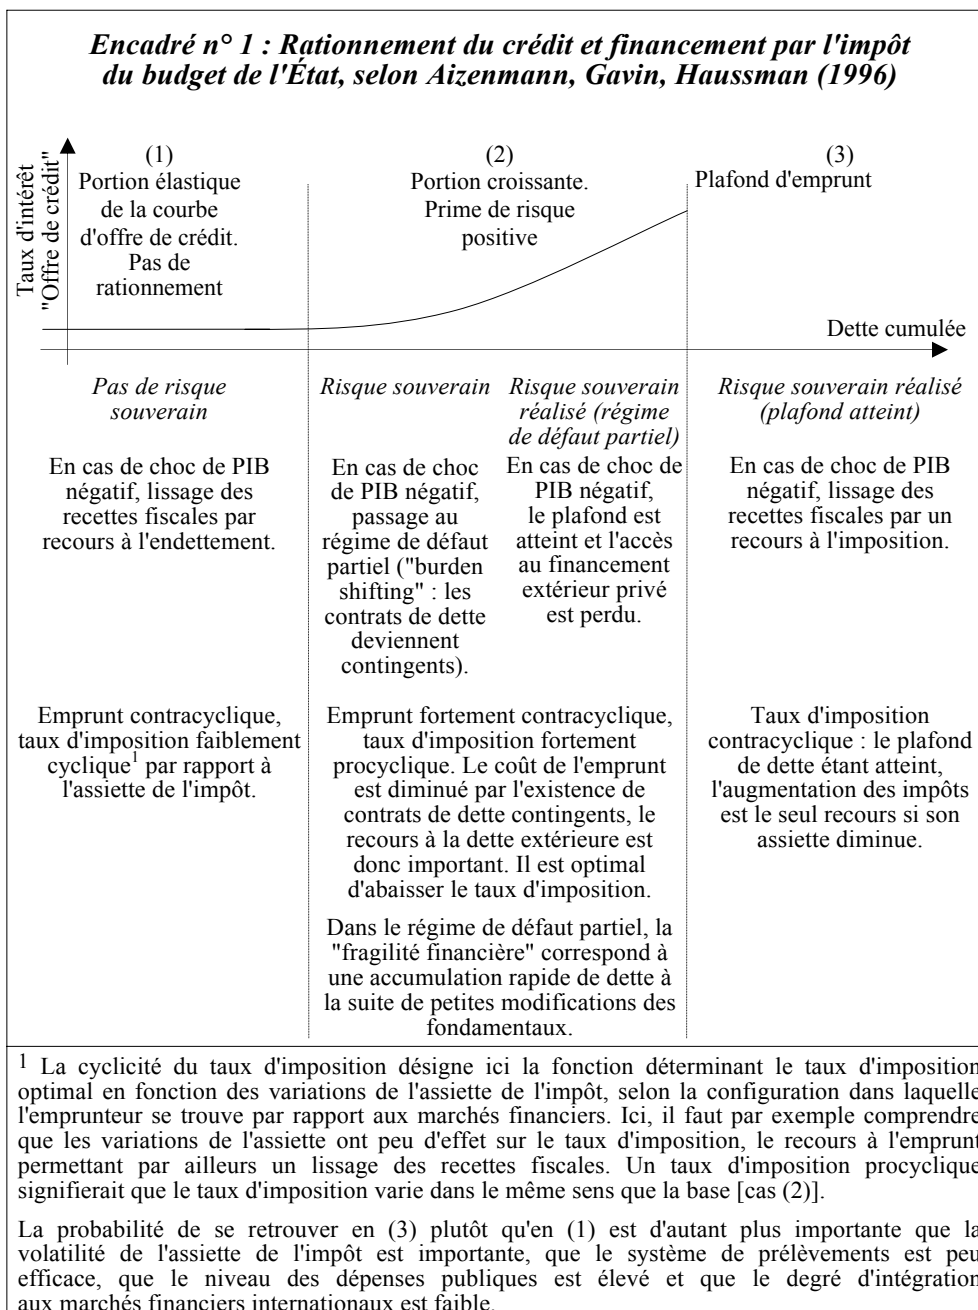 Encadré n° 1 : Rationnement du crédit et financement par l'impôt
du budget de l'État, selon Aizenmann, Gavin, Haussman (1996)
Taux d'intérêt
"Offre de crédit"
(1)
Portion élastique
de la courbe
d'offre de crédit.
Pas de
rationnement
(2)
Portion croissante.
Prime de risque
positive
(3)
Plafond d'emprunt
Dette cumulée
Pas de risque
souverain
En cas de choc de PIB
négatif, lissage des
recettes fiscales par
recours à l'endettement.
Risque souverain
En cas de choc
de PIB négatif,
passage au
régime de défaut
partiel ("burden
shifting" : les
contrats de dette
deviennent
contingents).
Risque souverain
réalisé (régime
de défaut partiel)
En cas de choc de
PIB négatif,
le plafond est
atteint et l'accès
au financement
extérieur privé
est perdu.
Risque souverain réalisé
(plafond atteint)
En cas de choc de PIB
négatif, lissage des
recettes fiscales par un
recours à l'imposition.
Emprunt contracyclique,
taux d'imposition faiblement
cyclique1 par rapport à
l'assiette de l'impôt.
Emprunt fortement contracyclique,
taux d'imposition fortement
procyclique. Le coût de l'emprunt
est diminué par l'existence de
contrats de dette contingents, le
recours à la dette extérieure est
donc important. Il est optimal
d'abaisser le taux d'imposition.
Dans le régime de défaut partiel, la
"fragilité financière" correspond à
une accumulation rapide de dette à
la suite de petites modifications des
fondamentaux.
Taux d'imposition
contracyclique : le plafond
de dette étant atteint,
l'augmentation des impôts
est le seul recours si son
assiette diminue.
1 La cyclicité du taux d'imposition désigne ici la fonction déterminant le taux d'imposition
optimal en fonction des variations de l'assiette de l'impôt, selon la configuration dans laquelle
l'emprunteur se trouve par rapport aux marchés financiers. Ici, il faut par exemple comprendre
que les variations de l'assiette ont peu d'effet sur le taux d'imposition, le recours à l'emprunt
permettant par ailleurs un lissage des recettes fiscales. Un taux d'imposition procyclique
signifierait que le taux d'imposition varie dans le même sens que la base [cas (2)].
La probabilité de se retrouver en (3) plutôt qu'en (1) est d'autant plus importante que la
volatilité de l'assiette de l'impôt est importante, que le système de prélèvements est peu
efficace, que le niveau des dépenses publiques est élevé et que le degré d'intégration
aux marchés financiers internationaux est faible.